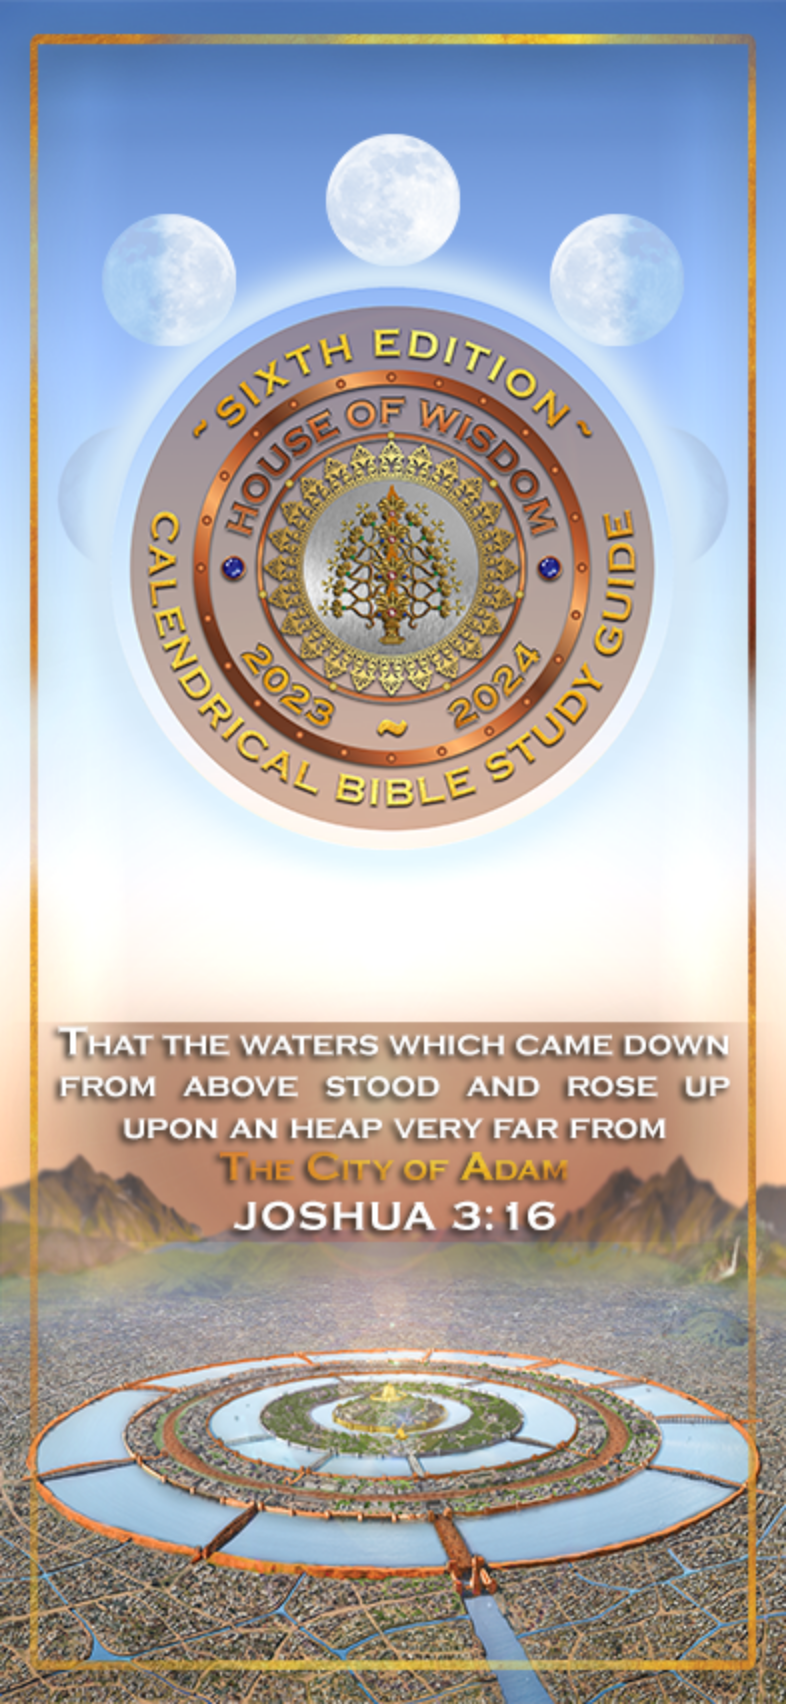 ~ SIXTH EDITION ~
HOUSE OF WISDOM
2023 ~ 2024
CALENDRICAL BIBLE STUDY GUIDE
THAT THE WATERS WHICH CAME DOWN
FROM ABOVE STOOD AND ROSE UP
UPON AN HEAP VERY FAR FROM
THE CITY OF ADAM
JOSHUA 3:16